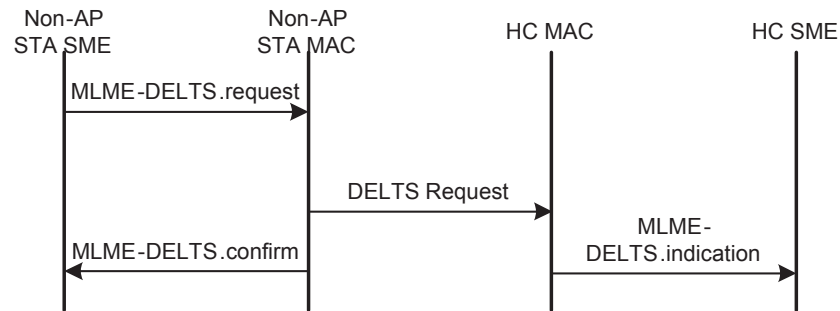 Non-AP
STA SME
Non-AP
STA MAC
HC MAC
HC SME
MLME-DELTS.request
DELTS Request
MLME-DELTS.confirm
MLME-
DELTS.indication